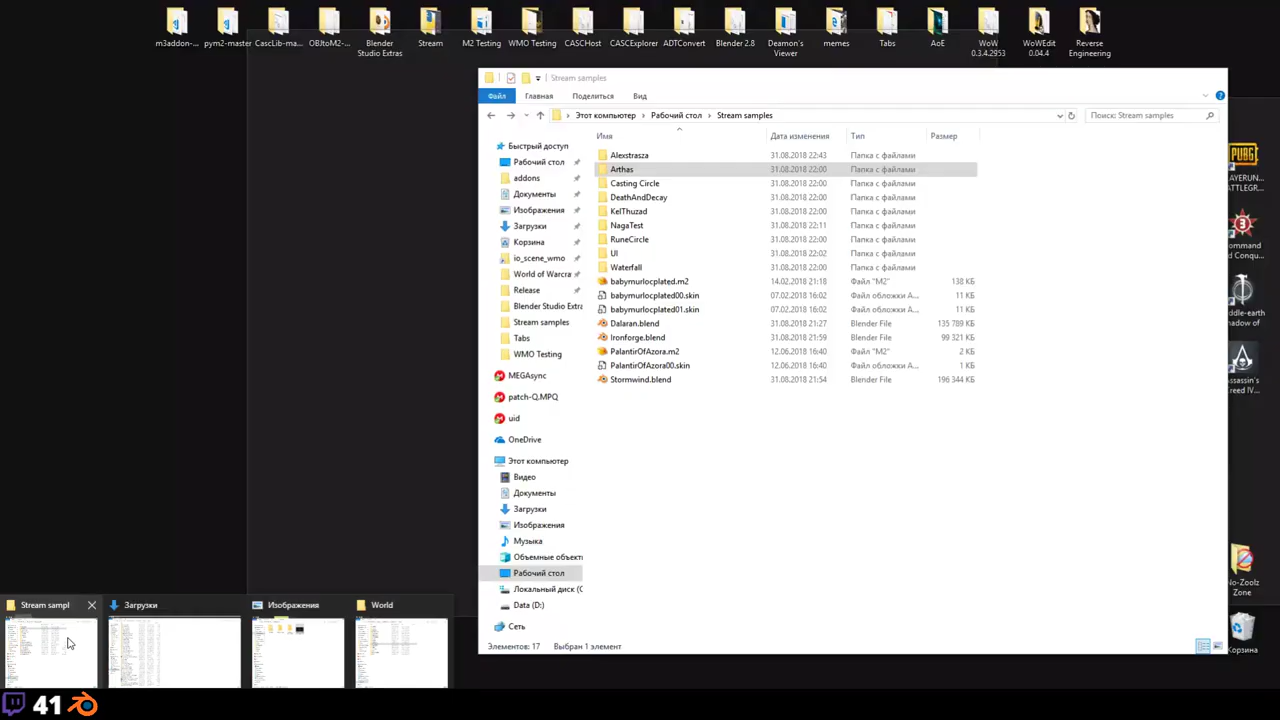 m3addon-...
pym2-master
CascLib-ma...
OBJtoM2-...
Blender Studio Extras
Stream
M2 Testing
WMO Testing
CASCHost
CASCExplorer
ADTConvert
Blender 2.8
Deamon's Viewer
memes
Tabs
AoE
WoW 0.3.4.2953
WoWEdit 0.04.4
Reverse Engineering
Stream samples
Файл
Главная
Поделиться
Вид
Этот компьютер > Рабочий стол > Stream samples
Поиск: Stream samples
Имя
Дата изменения
Тип
Размер
Быстрый доступ
Рабочий стол
addons
Документы
Изображения
Загрузки
Корзина
io_scene_wmo
World of Warcra
Release
Blender Studio Extra
Stream samples
Tabs
WMO Testing
MEGAsync
patch-Q.MPQ
uid
OneDrive
Этот компьютер
Видео
Документы
Загрузки
Изображения
Музыка
Объемные объекты
Рабочий стол
Локальный диск (C
Data (D:)
Сеть
Alexstrasza 31.08.2018 22:43 Папка с файлами
Arthas 31.08.2018 22:00 Папка с файлами
Casting Circle 31.08.2018 22:00 Папка с файлами
DeathAndDecay 31.08.2018 22:00 Папка с файлами
KelThuzad 31.08.2018 22:00 Папка с файлами
NagaTest 31.08.2018 22:11 Папка с файлами
RuneCircle 31.08.2018 22:00 Папка с файлами
UI 31.08.2018 22:02 Папка с файлами
Waterfall 31.08.2018 22:00 Папка с файлами
babymurlocplated.m2 14.02.2018 21:18 Файл "M2" 138 КБ
babymurlocplated00.skin 07.02.2018 16:02 Файл обложки A... 11 КБ
babymurlocplated01.skin 07.02.2018 16:02 Файл обложки A... 11 КБ
Dalaran.blend 31.08.2018 21:27 Blender File 135 789 КБ
Ironforge.blend 31.08.2018 21:59 Blender File 99 321 КБ
PalantirOfAzora.m2 12.06.2018 16:40 Файл "M2" 2 КБ
PalantirOfAzora00.skin 12.06.2018 16:40 Файл обложки A... 1 КБ
Stormwind.blend 31.08.2018 21:54 Blender File 196 344 КБ
Элементов: 17
Выбран 1 элемент
PUBG
AYERUN...
BATTLEGR...
ommand
d Conqu...
ddle-earth
adow of
Assassin's
Creed IV...
No-Zoolz
Zone
Корзина
Stream sampl
Загрузки
Изображения
World
41